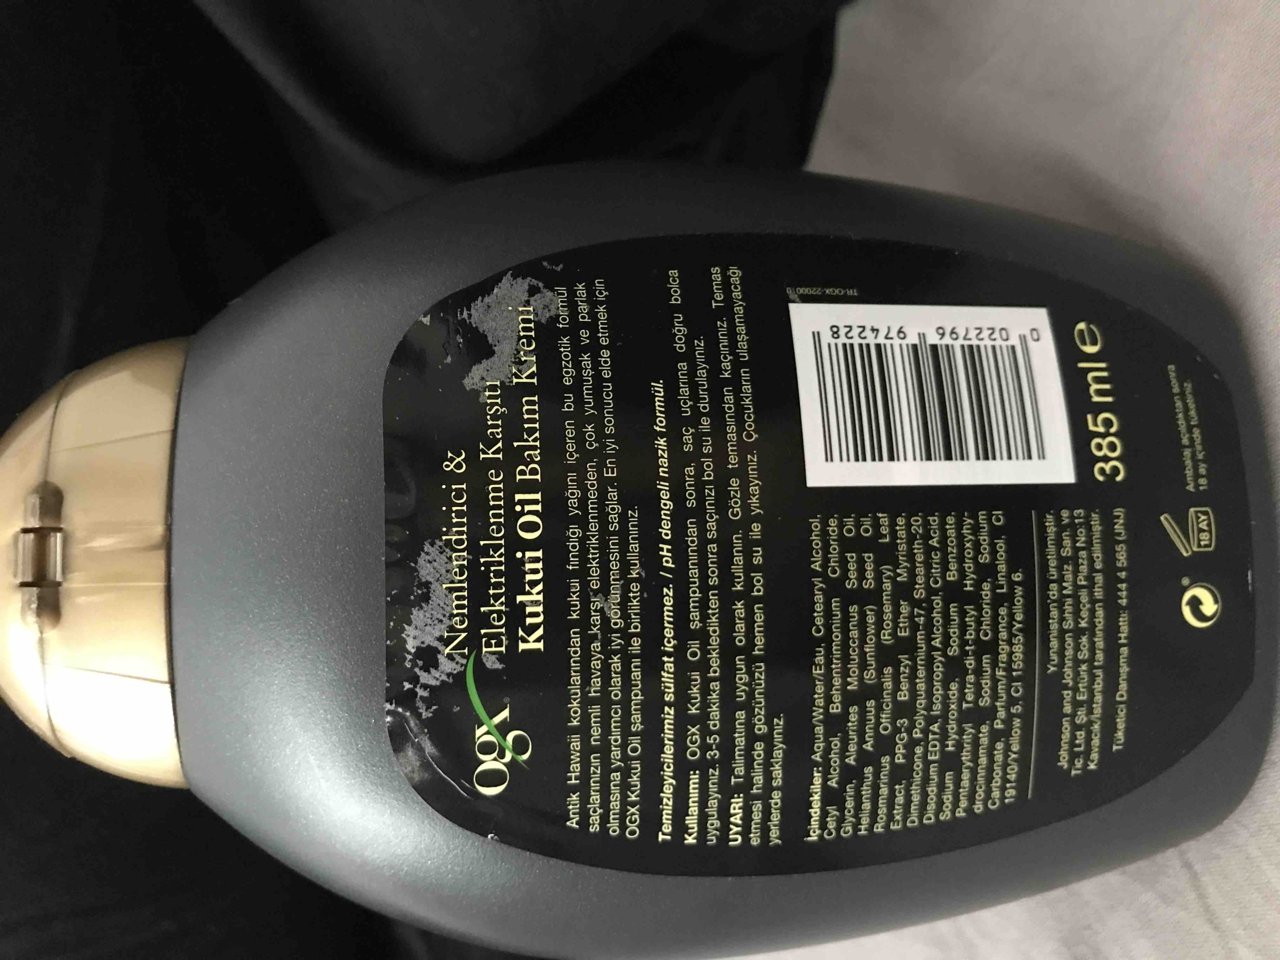 ogx
Nemlendirici &
Elektriklenme Karşıtı
Kukui Oil Bakım Kremi
Antik Hawaii kokularından kukui fındığı yağını içeren bu egzotik formül
saçlarınızın nemli havaya karşı elektriklenmeden, çok yumuşak ve parlak
olmasına yardımcı olarak iyi görünmesini sağlar. En iyi sonucu elde etmek için
OGX Kukui Oil şampuanı ile birlikte kullanınız.
Temizleyicilerimiz sülfat içermez. / pH dengeli nazik formül.
Kullanımı: OGX Kukui Oil şampuanından sonra, saç uçlarına doğru bolca
uygulayınız. 3-5 dakika bekledikten sonra saçınızı bol su ile durulayınız.
UYARI: Talimatına uygun olarak kullanın. Gözle temasından kaçınınız. Temas
etmesi halinde gözünüzü hemen bol su ile yıkayınız. Çocukların ulaşamayacağı
yerlerde saklayınız.
İçindekiler: Aqua/Water/Eau, Cetearyl Alcohol,
Cetyl Alcohol, Behentrimonium Chloride,
Glycerin, Aleurites Moluccanus Seed Oil,
Helianthus Annuus (Sunflower) Seed Oil,
Rosmarinus Officinalis (Rosemary) Leaf
Extract, PPG-3 Benzyl Ether Myristate,
Dimethicone, Polyquaternium-47, Steareth-20,
Disodium EDTA, Isopropyl Alcohol, Citric Acid,
Sodium Hydroxide, Sodium Benzoate,
Pentaerythrityl Tetra-di-t-butyl Hydroxyhy-
drocinnamate, Sodium Chloride, Sodium
Carbonate, Parfum/Fragrance, Linalool, CI
19140/Yellow 5, CI 15985/Yellow 6.
Yunanistan'da üretilmiştir.
Johnson and Johnson Sıhhi Malz. San. ve
Tic. Ltd. Şti. Ertürk Sok. Keçeli Plaza No:13
Kavacık/İstanbul tarafından ithal edilmiştir.
Tüketici Danışma Hattı: 444 4 565 (JNJ)
TR-OGX-2200010
0 022796 974228
385 ml e
18 AY
Ambalaj açıldıktan sonra
18 ay içinde tüketiniz.